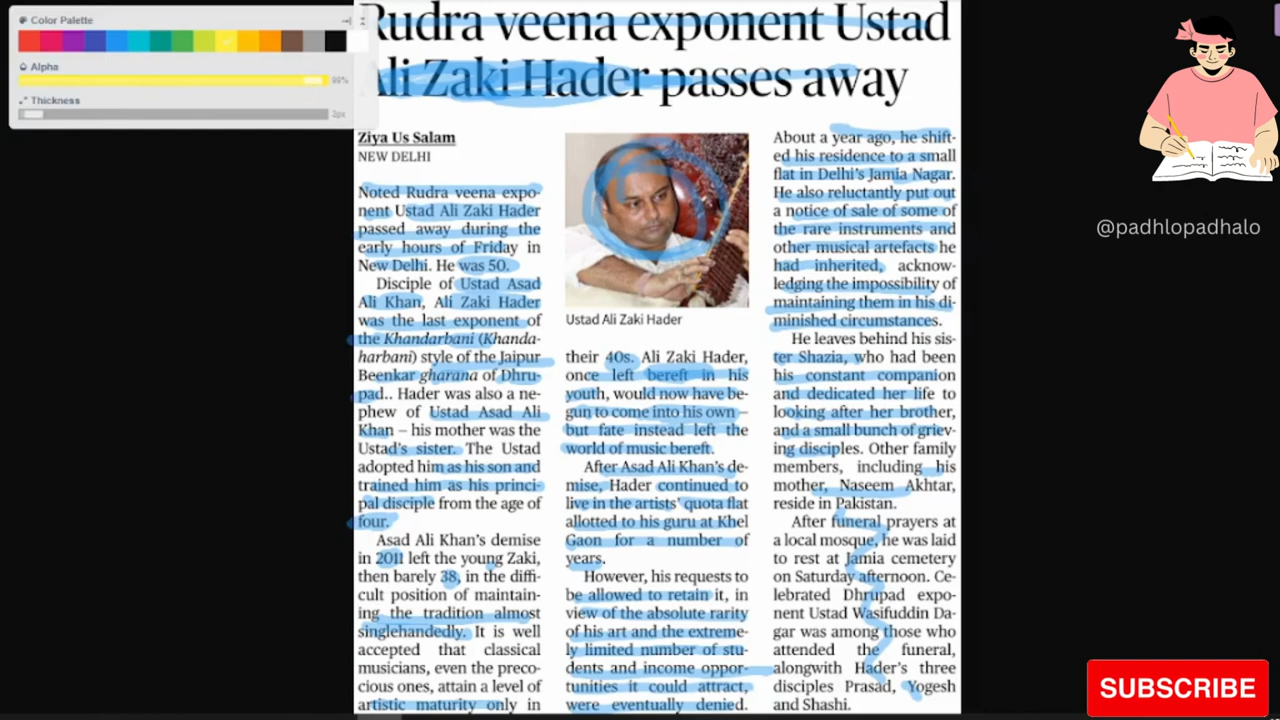 Color Palette
Alpha
99%
Thickness
2px
Rudra veena exponent Ustad
Ali Zaki Hader passes away
Ziya Us Salam
NEW DELHI
Noted Rudra veena expo-
nent Ustad Ali Zaki Hader
passed away during the
early hours of Friday in
New Delhi. He was 50.
Disciple of Ustad Asad
Ali Khan, Ali Zaki Hader
was the last exponent of
the Khandarbani (Khanda-
harbani) style of the Jaipur
Beenkar gharana of Dhru-
pad.. Hader was also a ne-
phew of Ustad Asad Ali
Khan – his mother was the
Ustad's sister. The Ustad
adopted him as his son and
trained him as his princi-
pal disciple from the age of
four.
Asad Ali Khan's demise
in 2011 left the young Zaki,
then barely 38, in the diffi-
cult position of maintain-
ing the tradition almost
singlehandedly. It is well
accepted that classical
musicians, even the preco-
cious ones, attain a level of
artistic maturity only in
Ustad Ali Zaki Hader
their 40s. Ali Zaki Hader,
once left bereft in his
youth, would now have be-
gun to come into his own –
but fate instead left the
world of music bereft.
After Asad Ali Khan's de-
mise, Hader continued to
live in the artists' quota flat
allotted to his guru at Khel
Gaon for a number of
years.
However, his requests to
be allowed to retain it, in
view of the absolute rarity
of his art and the extreme-
ly limited number of stu-
dents and income oppor-
tunities it could attract,
were eventually denied.
About a year ago, he shift-
ed his residence to a small
flat in Delhi's Jamia Nagar.
He also reluctantly put out
a notice of sale of some of
the rare instruments and
other musical artefacts he
had inherited, acknow-
ledging the impossibility of
maintaining them in his di-
minished circumstances.
He leaves behind his sis-
ter Shazia, who had been
his constant companion
and dedicated her life to
looking after her brother,
and a small bunch of griev-
ing disciples. Other family
members, including his
mother, Naseem Akhtar,
reside in Pakistan.
After funeral prayers at
a local mosque, he was laid
to rest at Jamia cemetery
on Saturday afternoon. Ce-
lebrated Dhrupad expo-
nent Ustad Wasifuddin Da-
gar was among those who
attended the funeral,
alongwith Hader's three
disciples Prasad, Yogesh
and Shashi.
@padhlopadhalo
SUBSCRIBE